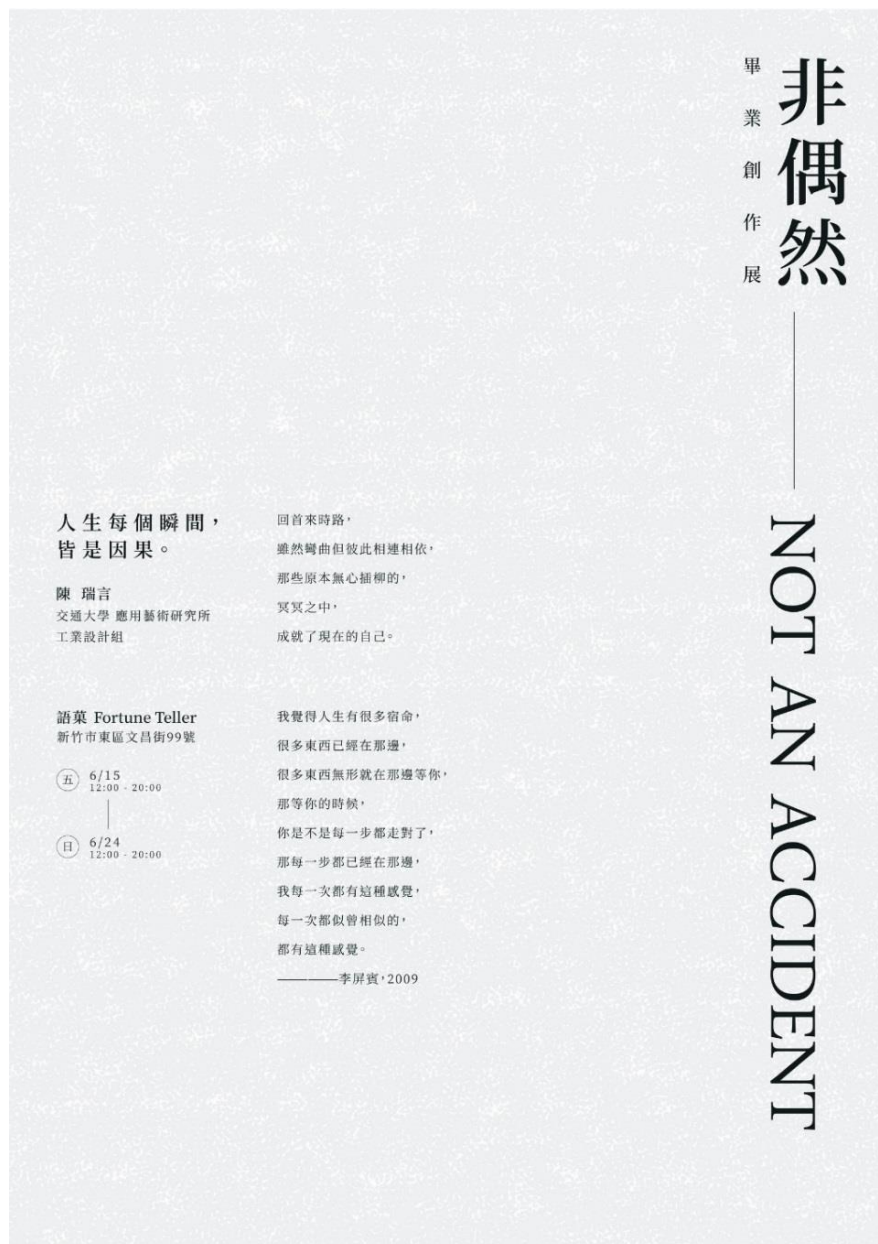 非偶然
畢業創作展
NOT AN ACCIDENT
人生每個瞬間，
皆是因果。
陳 瑞言
交通大學 應用藝術研究所
工業設計組
回首來時路，
雖然彎曲但彼此相連相依，
那些原本無心插柳的，
冥冥之中，
成就了現在的自己。
語菓 Fortune Teller
新竹市東區文昌街99號
五 6/15
12:00 - 20:00
日 6/24
12:00 - 20:00
我覺得人生有很多宿命，
很多東西已經在那邊，
很多東西無形就在那邊等你，
那等你的時候，
你是不是每一步都走對了，
那每一步都已經在那邊，
我每一次都有這種感覺，
每一次都似曾相似的，
都有這種感覺。
————李屏賓，2009